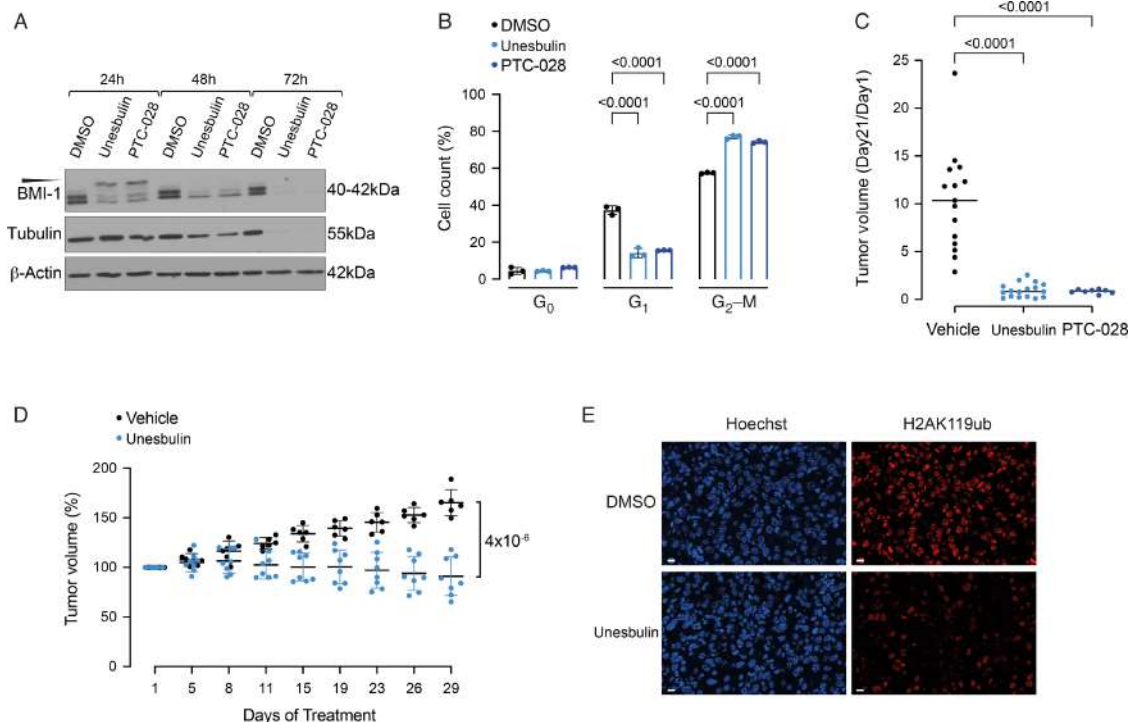 A
24h 48h 72h
DMSO Unesbulin PTC-028 DMSO Unesbulin PTC-028 DMSO Unesbulin PTC-028
BMI-1 40-42kDa
Tubulin 55kDa
β-Actin 42kDa
B
DMSO
Unesbulin
PTC-028
<0.0001 <0.0001
<0.0001 <0.0001
Cell count (%)
100
80
60
40
20
0
G₀ G₁ G₂–M
C
<0.0001
<0.0001
Tumor volume (Day21/Day1)
25
20
15
10
5
0
Vehicle Unesbulin PTC-028
D
Vehicle
Unesbulin
Tumor volume (%)
200
150
100
50
0
4x10⁻⁶
1 5 8 11 15 19 23 26 29
Days of Treatment
E
Hoechst H2AK119ub
DMSO
Unesbulin